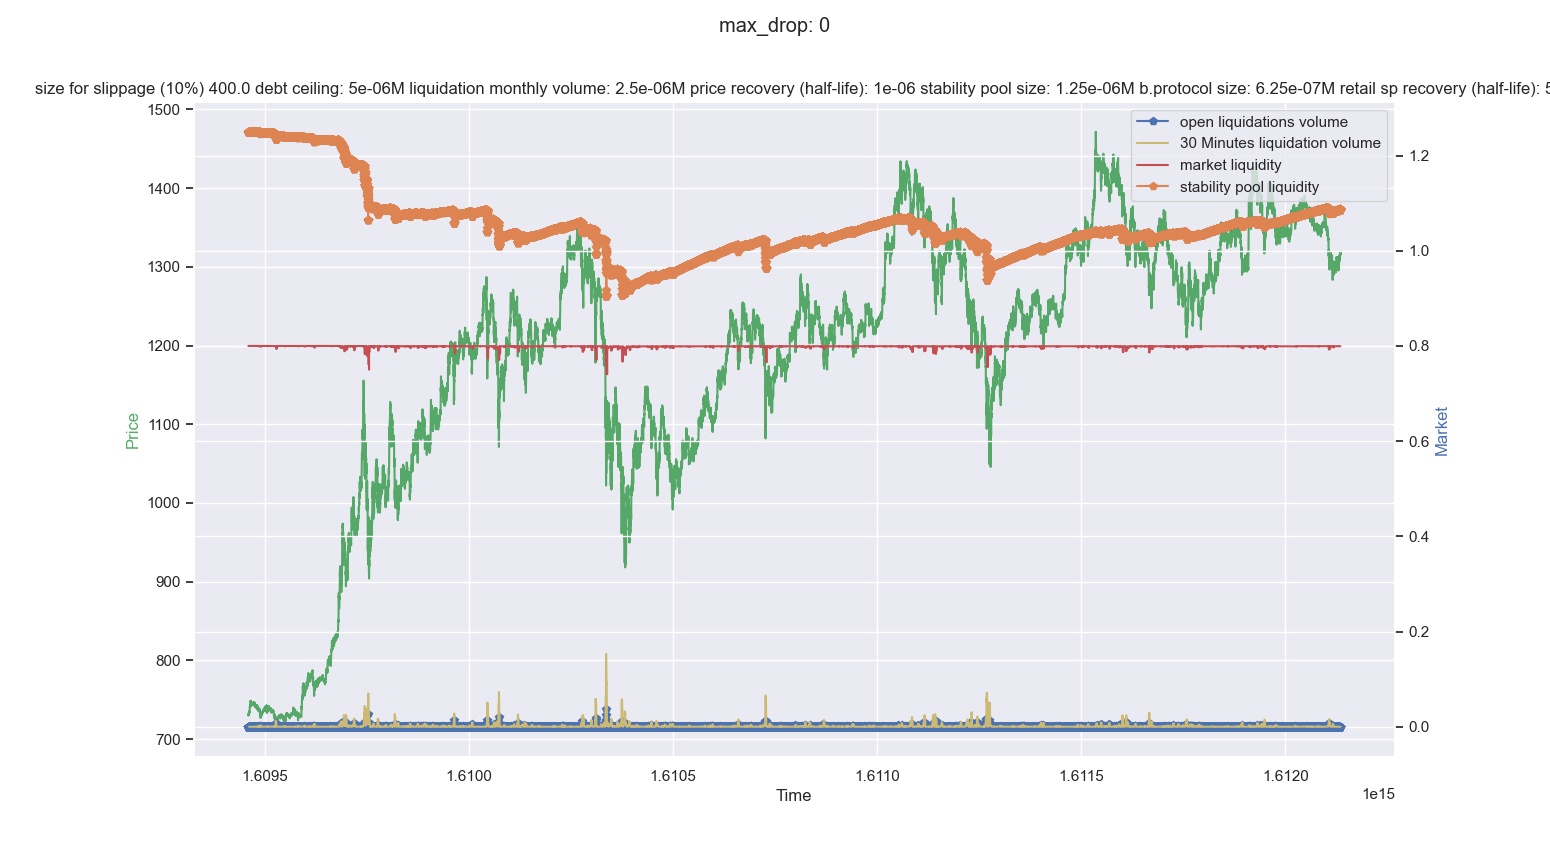 max_drop: 0
size for slippage (10%) 400.0 debt ceiling: 5e-06M liquidation monthly volume: 2.5e-06M price recovery (half-life): 1e-06 stability pool size: 1.25e-06M b.protocol size: 6.25e-07M retail sp recovery (half-life):
open liquidations volume
30 Minutes liquidation volume
market liquidity
stability pool liquidity
1500
1400
1300
1200
1100
1000
900
800
700
Price
1.2
1.0
0.8
0.6
0.4
0.2
0.0
Market
1.6095 1.6100 1.6105 1.6110 1.6115 1.6120
1e15
Time